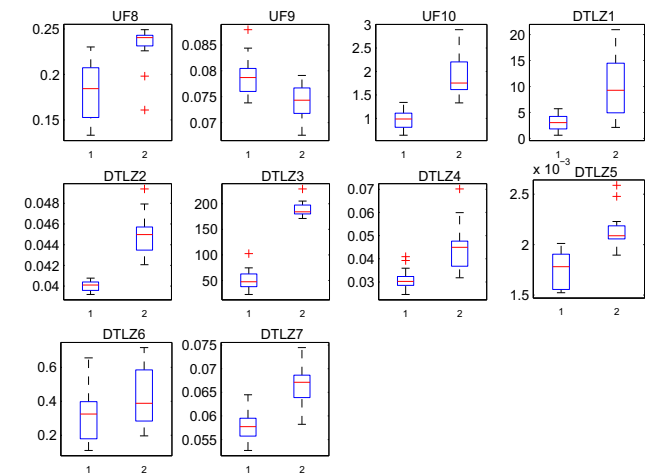 UF8 UF9 UF10 DTLZ1
0.25 0.2 0.15
0.085 0.08 0.075 0.07
3 2.5 2 1.5 1
20 15 10 5 0
1 2 1 2 1 2 1 2
DTLZ2 DTLZ3 DTLZ4 x 10⁻³ DTLZ5
0.048 0.046 0.044 0.042 0.04
200 150 100 50
0.07 0.06 0.05 0.04 0.03
2.5 2 1.5
1 2 1 2 1 2 1 2
DTLZ6 DTLZ7
0.6 0.4 0.2
0.075 0.07 0.065 0.06 0.055
1 2 1 2